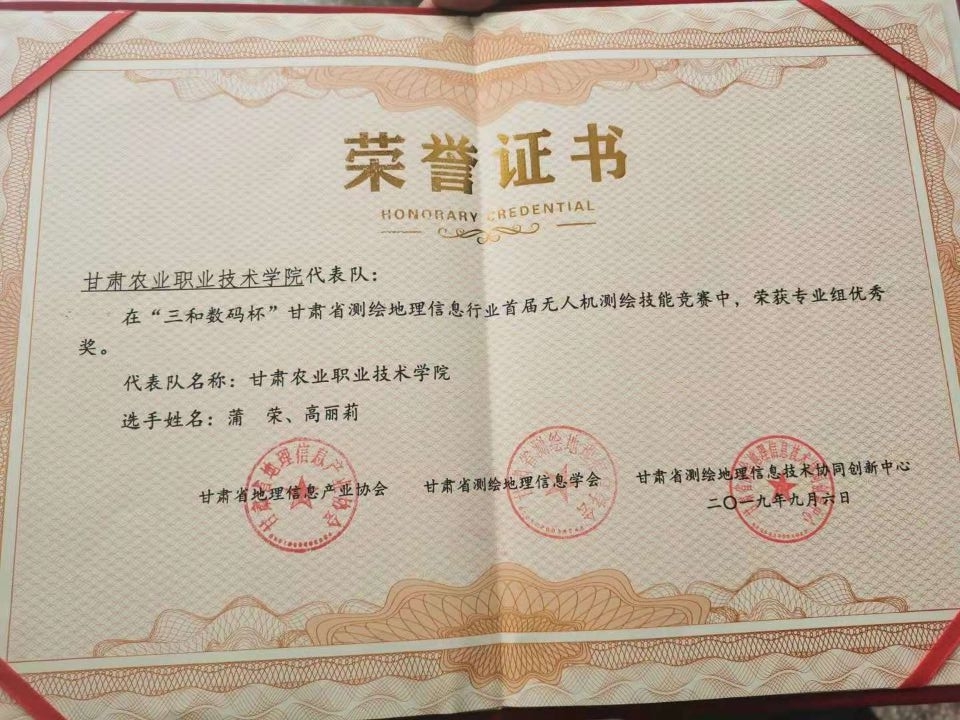 荣誉证书
HONORARY CREDENTIAL
甘肃农业职业技术学院代表队：
在“三和数码杯”甘肃省测绘地理信息行业首届无人机测绘技能竞赛中，荣获专业组优秀
奖。
代表队名称：甘肃农业职业技术学院
选手姓名：蒲　荣、高丽莉
甘肃省地理信息产业协会 甘肃省测绘地理信息学会 甘肃省测绘地理信息技术协同创新中心
二〇一九年九月六日